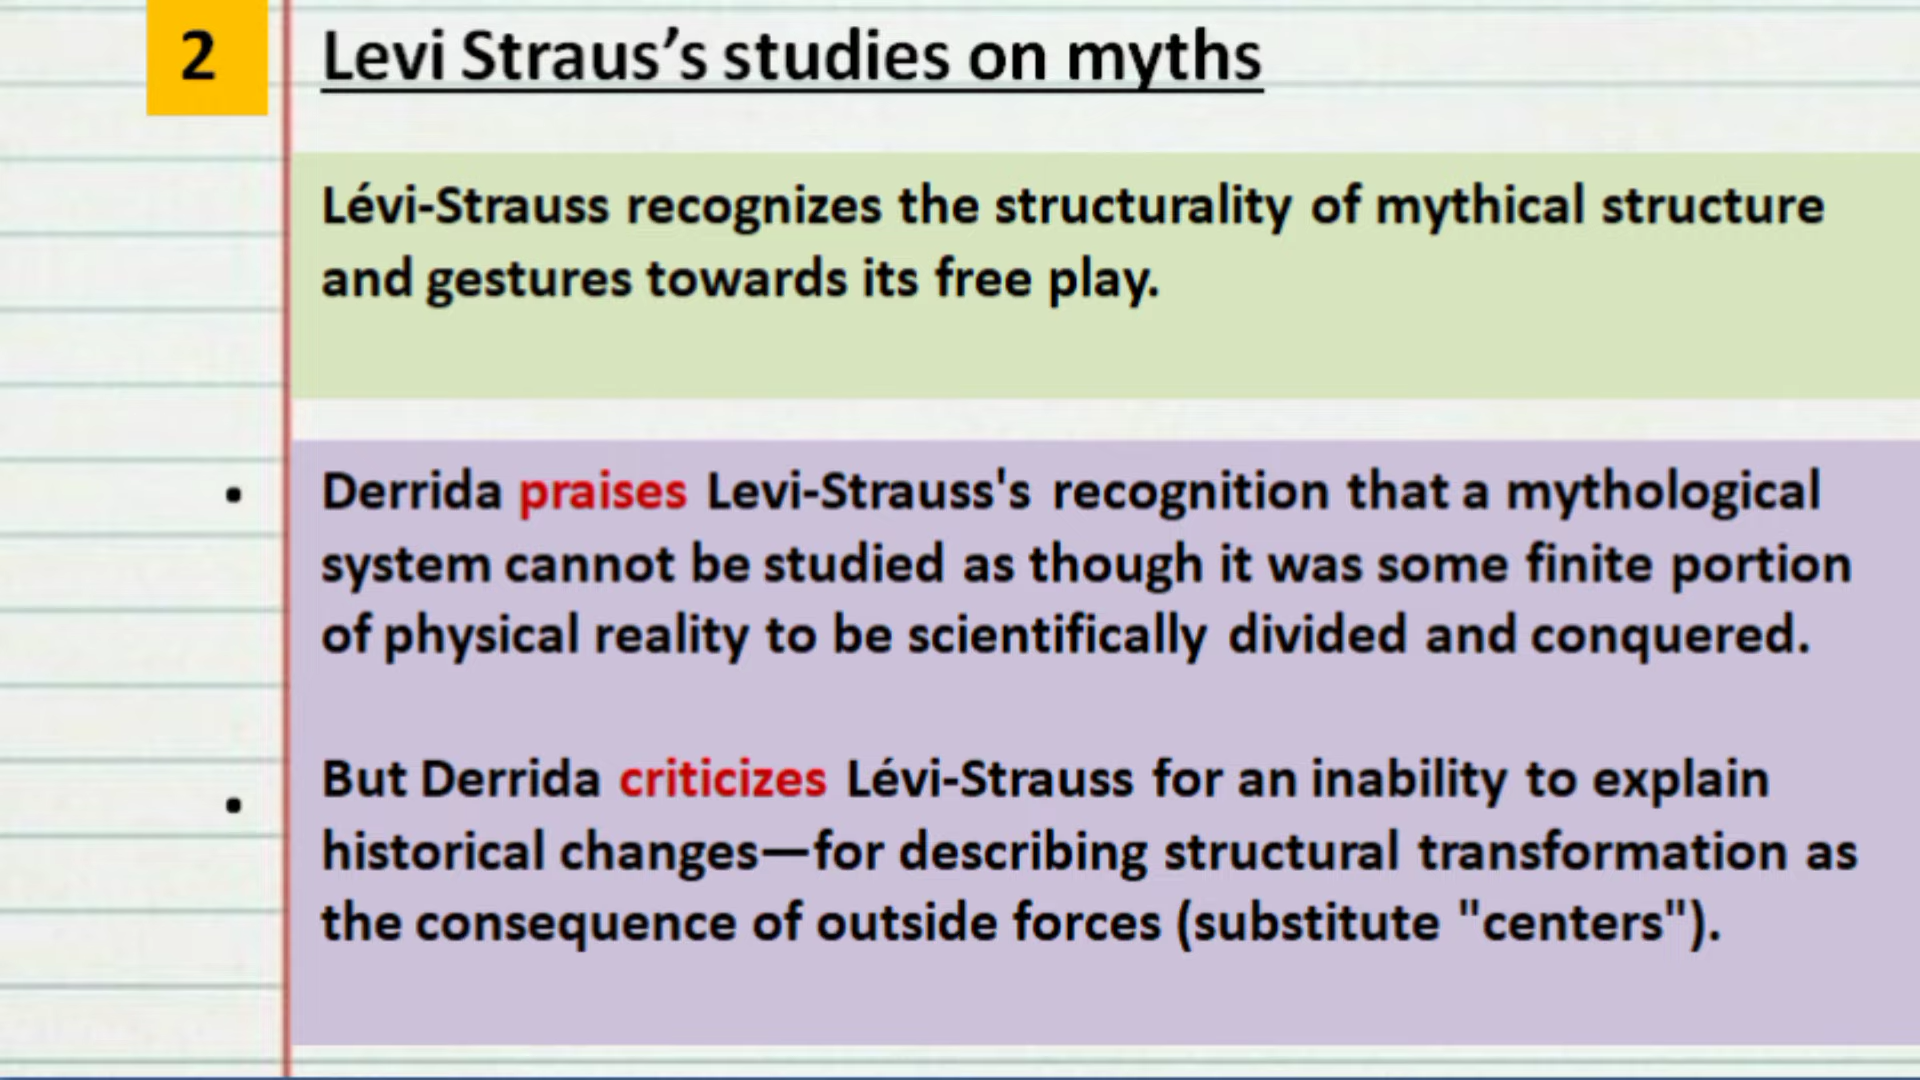 2
Levi Straus’s studies on myths
Lévi-Strauss recognizes the structurality of mythical structure
and gestures towards its free play.
• Derrida praises Levi-Strauss's recognition that a mythological
system cannot be studied as though it was some finite portion
of physical reality to be scientifically divided and conquered.
• But Derrida criticizes Lévi-Strauss for an inability to explain
historical changes—for describing structural transformation as
the consequence of outside forces (substitute "centers").